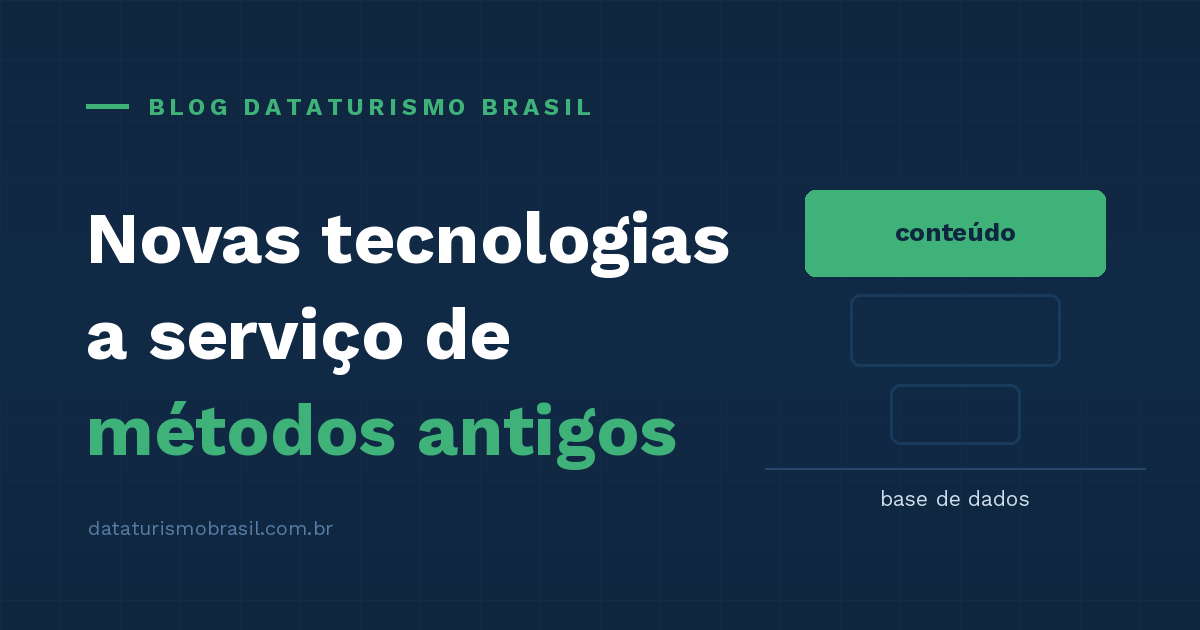 BLOG DATATURISMO BRASIL
Novas tecnologias
a serviço de
métodos antigos
dataturismobrasil.com.br
conteúdo
base de dados